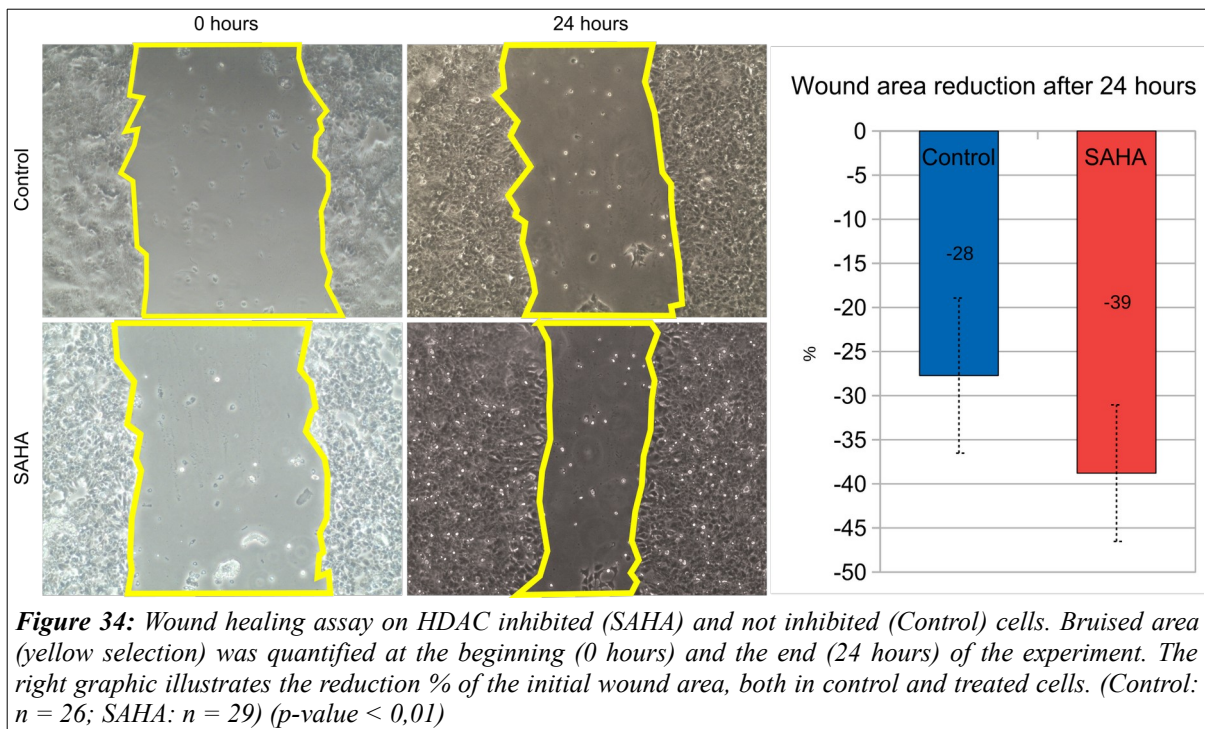 0 hours
24 hours
Control
SAHA
Wound area reduction after 24 hours
0
-5
-10
-15
-20
-25
-30
-35
-40
-45
-50
%
Control
SAHA
-28
-39
Figure 34: Wound healing assay on HDAC inhibited (SAHA) and not inhibited (Control) cells. Bruised area
(yellow selection) was quantified at the beginning (0 hours) and the end (24 hours) of the experiment. The
right graphic illustrates the reduction % of the initial wound area, both in control and treated cells. (Control:
n = 26; SAHA: n = 29) (p-value < 0,01)